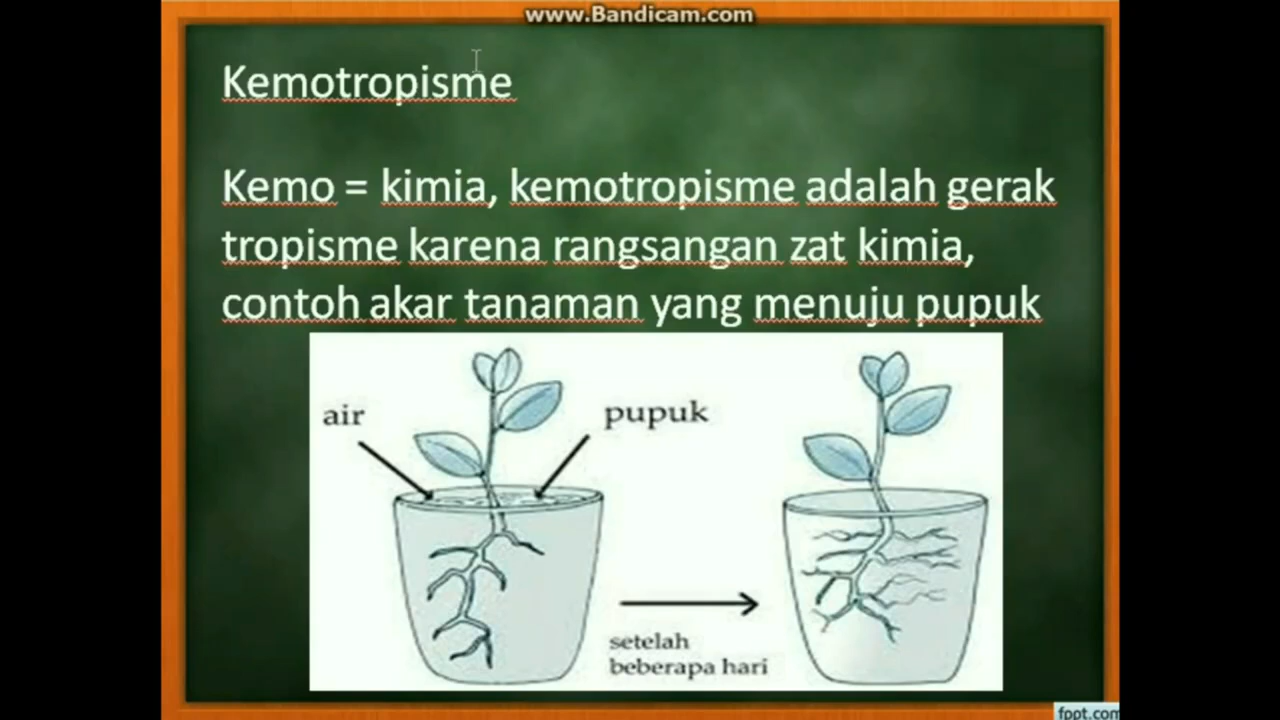 www.Bandicam.com
Kemotropisme
Kemo = kimia, kemotropisme adalah gerak
tropisme karena rangsangan zat kimia,
contoh akar tanaman yang menuju pupuk
air
pupuk
setelah
beberapa hari
fppt.com